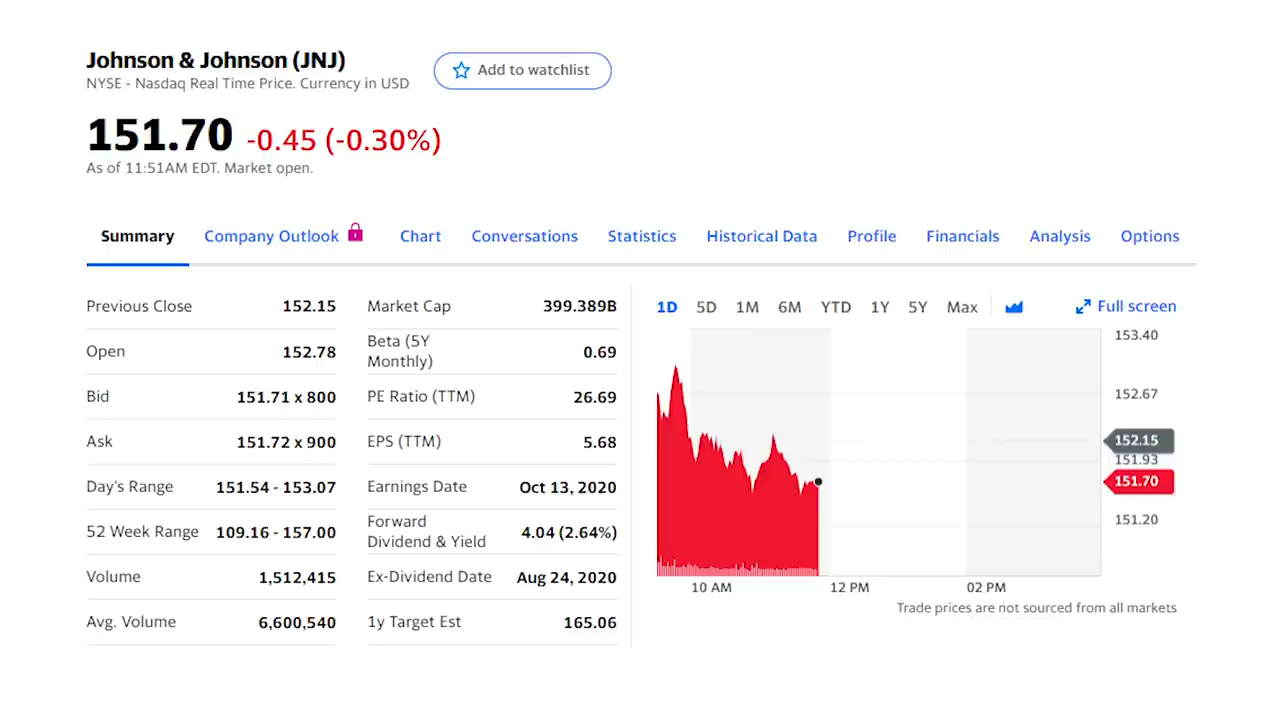 Johnson & Johnson (JNJ)
NYSE - Nasdaq Real Time Price. Currency in USD
Add to watchlist
151.70 -0.45 (-0.30%)
As of 11:51AM EDT. Market open.
Summary Company Outlook Chart Conversations Statistics Historical Data Profile Financials Analysis Options
Previous Close 152.15
Open 152.78
Bid 151.71 x 800
Ask 151.72 x 900
Day's Range 151.54 - 153.07
52 Week Range 109.16 - 157.00
Volume 1,512,415
Avg. Volume 6,600,540
Market Cap 399.389B
Beta (5Y
Monthly) 0.69
PE Ratio (TTM) 26.69
EPS (TTM) 5.68
Earnings Date Oct 13, 2020
Forward
Dividend & Yield 4.04 (2.64%)
Ex-Dividend Date Aug 24, 2020
1y Target Est 165.06
1D 5D 1M 6M YTD 1Y 5Y Max Full screen
153.40
152.67
152.15
151.93
151.70
151.20
10 AM 12 PM 02 PM
Trade prices are not sourced from all markets